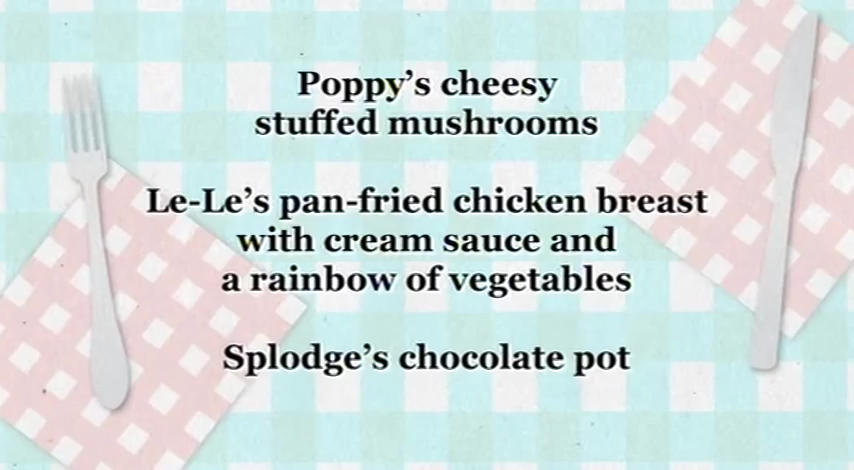 Poppy’s cheesy
stuffed mushrooms
Le-Le’s pan-fried chicken breast
with cream sauce and
a rainbow of vegetables
Splodge’s chocolate pot